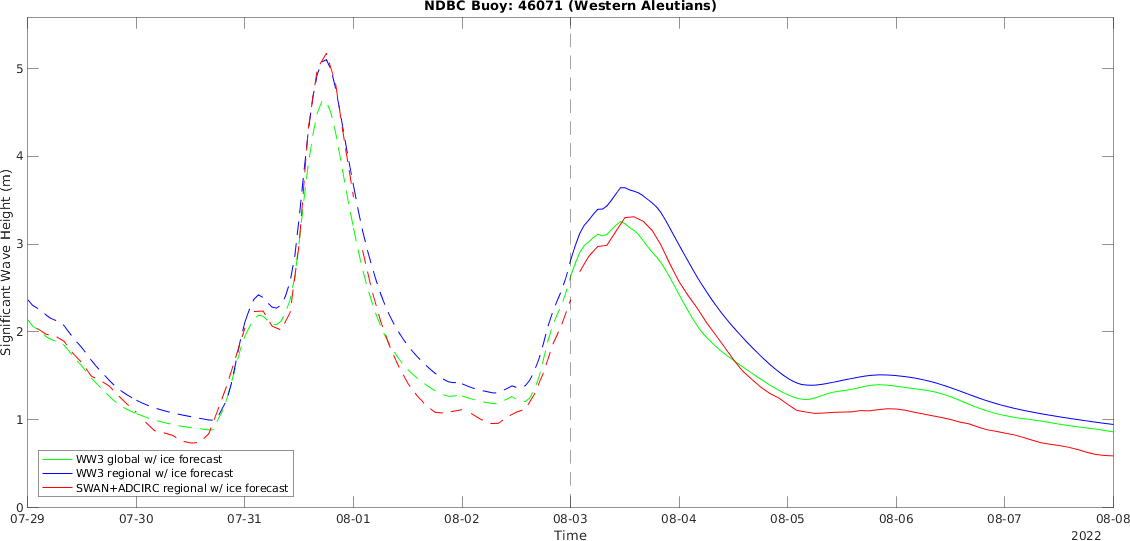 NDBC Buoy: 46071 (Western Aleutians)
Significant Wave Height (m)
5
4
3
2
1
0
WW3 global w/ ice forecast
WW3 regional w/ ice forecast
SWAN+ADCIRC regional w/ ice forecast
07-29 07-30 07-31 08-01 08-02 08-03 08-04 08-05 08-06 08-07 08-08
Time
2022